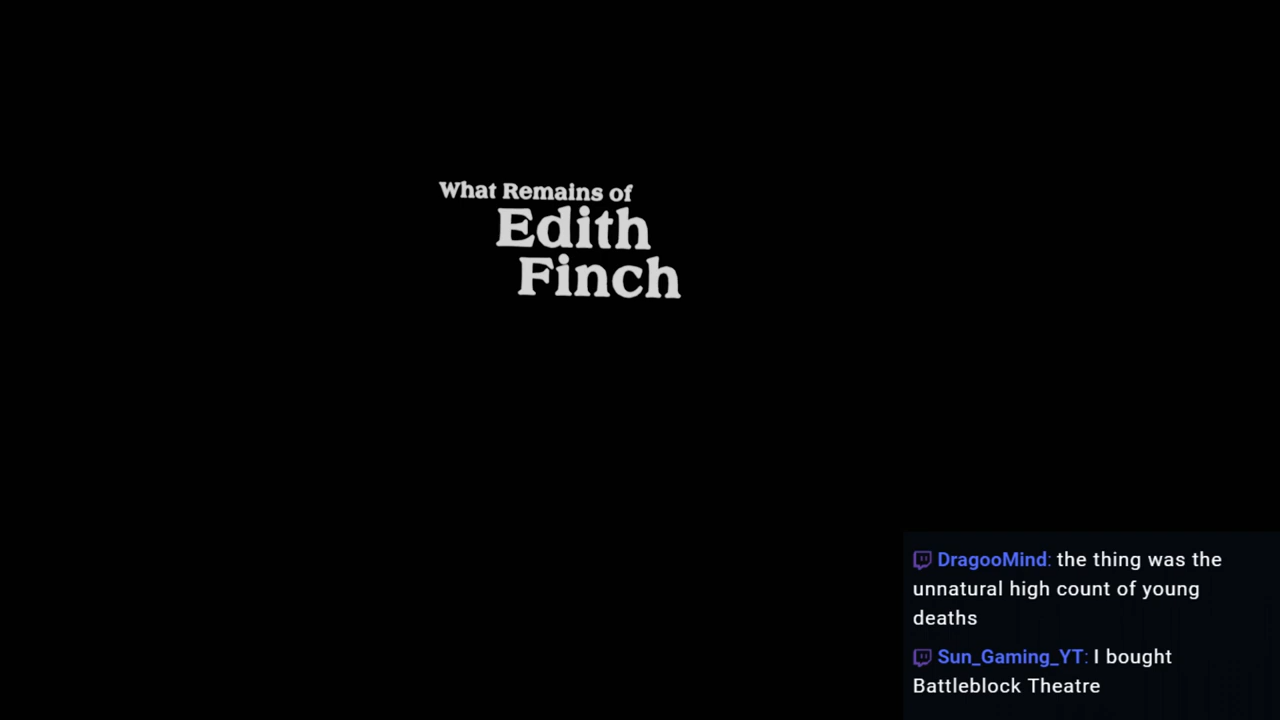 What Remains of
Edith
Finch
DragooMind: the thing was the
unnatural high count of young
deaths
Sun_Gaming_YT: I bought
Battleblock Theatre